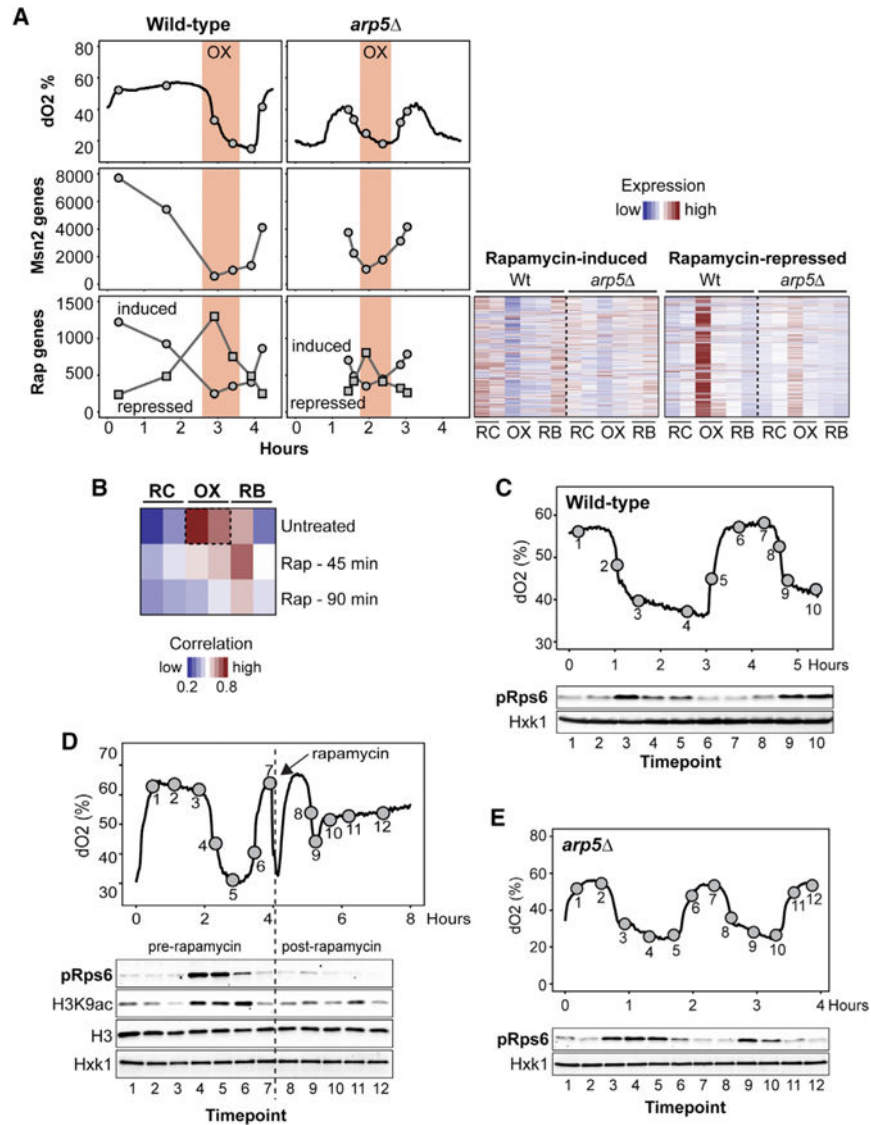 A
Wild-type
arp5Δ
OX
OX
dO2 %
80
60
40
20
Msn2 genes
8000
6000
4000
2000
0
Rap genes
1500
1000
500
0
induced
repressed
induced
repressed
0 1 2 3 4
0 1 2 3 4
Hours
Expression
low high
Rapamycin-induced
Wt arp5Δ
Rapamycin-repressed
Wt arp5Δ
RC OX RB RC OX RB
RC OX RB RC OX RB
B
RC OX RB
Untreated
Rap - 45 min
Rap - 90 min
Correlation
low high
0.2 0.8
C
Wild-type
dO2 (%)
60
50
40
30
1 2 3 4 5 6 7 8 9 10
0 1 2 3 4 5 Hours
pRps6
Hxk1
1 2 3 4 5 6 7 8 9 10
Timepoint
D
rapamycin
dO2 (%)
70
60
50
40
30
1 2 3 4 5 6 7 8 9 10 11 12
0 2 4 6 8
Hours
pre-rapamycin post-rapamycin
pRps6
H3K9ac
H3
Hxk1
1 2 3 4 5 6 7 8 9 10 11 12
Timepoint
E
arp5Δ
dO2 (%)
80
60
40
20
0
1 2 3 4 5 6 7 8 9 10 11 12
0 1 2 3 4
Hours
pRps6
Hxk1
1 2 3 4 5 6 7 8 9 10 11 12
Timepoint